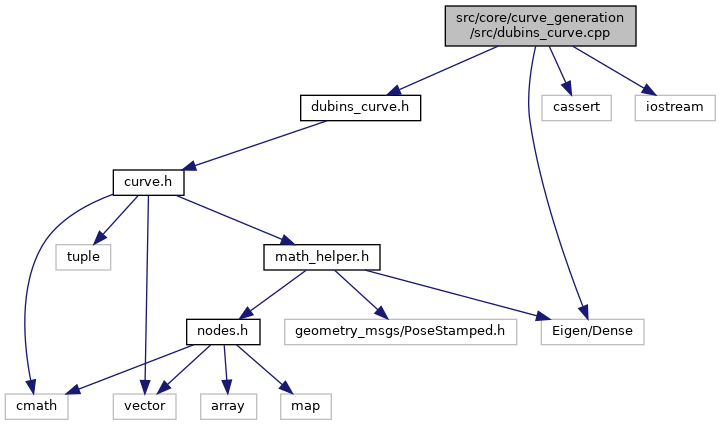 src/core/curve_generation
/src/dubins_curve.cpp
dubins_curve.h
cassert
iostream
curve.h
tuple
math_helper.h
nodes.h
geometry_msgs/PoseStamped.h
Eigen/Dense
cmath
vector
array
map